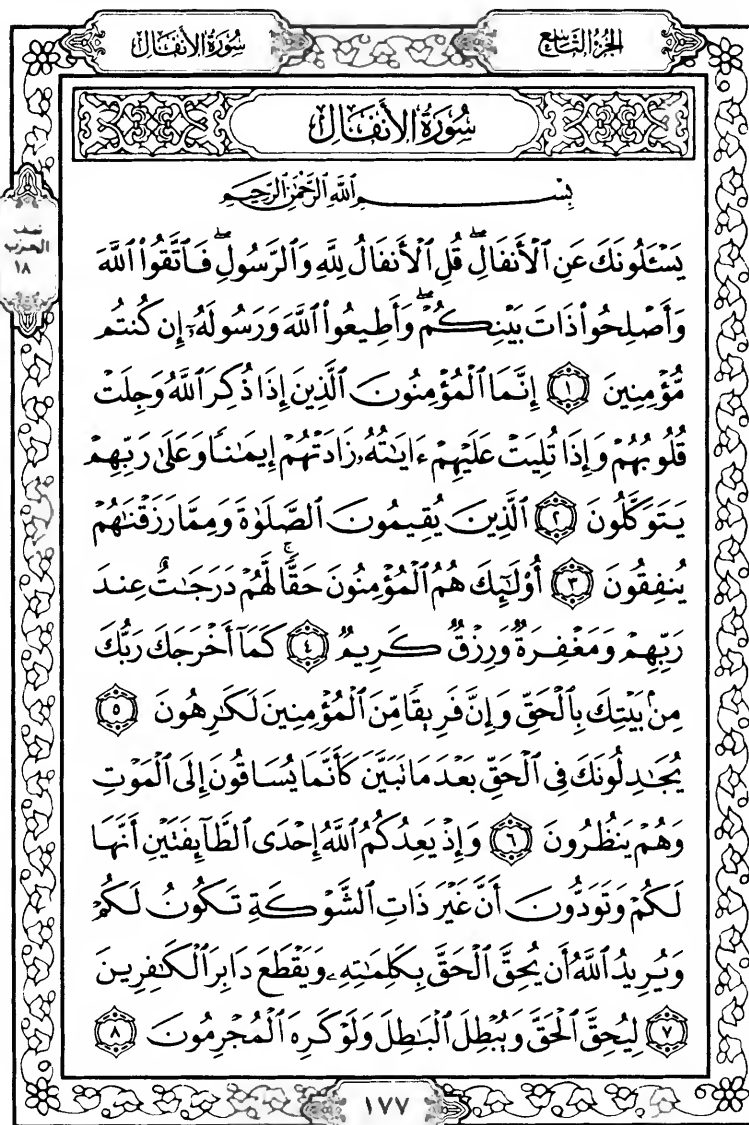 الجزء التاسع
سورة الأنفال
سُورَةُ الأَنفَالِ
بِسْمِ ٱللَّهِ ٱلرَّحْمَٰنِ ٱلرَّحِيمِ
نصف
الحزب
١٨
يَسْـَٔلُونَكَ عَنِ ٱلْأَنفَالِۖ قُلِ ٱلْأَنفَالُ لِلَّهِ وَٱلرَّسُولِۖ فَٱتَّقُوا۟ ٱللَّهَ
وَأَصْلِحُوا۟ ذَاتَ بَيْنِكُمْۖ وَأَطِيعُوا۟ ٱللَّهَ وَرَسُولَهُۥٓ إِن كُنتُم
مُّؤْمِنِينَ ١ إِنَّمَا ٱلْمُؤْمِنُونَ ٱلَّذِينَ إِذَا ذُكِرَ ٱللَّهُ وَجِلَتْ
قُلُوبُهُمْ وَإِذَا تُلِيَتْ عَلَيْهِمْ ءَايَٰتُهُۥ زَادَتْهُمْ إِيمَٰنًا وَعَلَىٰ رَبِّهِمْ
يَتَوَكَّلُونَ ٢ ٱلَّذِينَ يُقِيمُونَ ٱلصَّلَوٰةَ وَمِمَّا رَزَقْنَٰهُمْ
يُنفِقُونَ ٣ أُو۟لَٰٓئِكَ هُمُ ٱلْمُؤْمِنُونَ حَقًّاۚ لَّهُمْ دَرَجَٰتٌ عِندَ
رَبِّهِمْ وَمَغْفِرَةٌ وَرِزْقٌ كَرِيمٌ ٤ كَمَآ أَخْرَجَكَ رَبُّكَ
مِنۢ بَيْتِكَ بِٱلْحَقِّ وَإِنَّ فَرِيقًا مِّنَ ٱلْمُؤْمِنِينَ لَكَٰرِهُونَ ٥
يُجَٰدِلُونَكَ فِى ٱلْحَقِّ بَعْدَ مَا تَبَيَّنَ كَأَنَّمَا يُسَاقُونَ إِلَى ٱلْمَوْتِ
وَهُمْ يَنظُرُونَ ٦ وَإِذْ يَعِدُكُمُ ٱللَّهُ إِحْدَى ٱلطَّآئِفَتَيْنِ أَنَّهَا
لَكُمْ وَتَوَدُّونَ أَنَّ غَيْرَ ذَاتِ ٱلشَّوْكَةِ تَكُونُ لَكُمْ
وَيُرِيدُ ٱللَّهُ أَن يُحِقَّ ٱلْحَقَّ بِكَلِمَٰتِهِۦ وَيَقْطَعَ دَابِرَ ٱلْكَٰفِرِينَ
٧ لِيُحِقَّ ٱلْحَقَّ وَيُبْطِلَ ٱلْبَٰطِلَ وَلَوْ كَرِهَ ٱلْمُجْرِمُونَ ٨
١٧٧